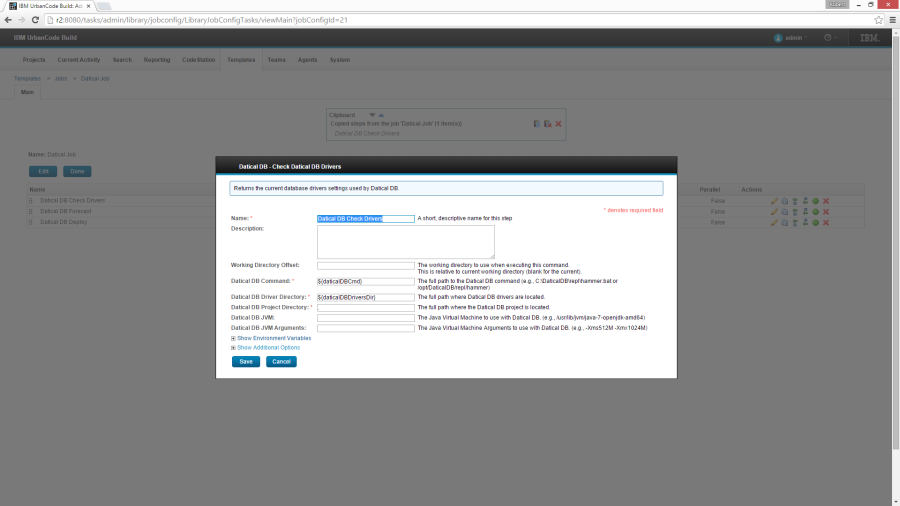 IBM UrbanCode Build: Ad
r2:8080/tasks/admin/library/jobconfig/LibraryJobConfigTasks/viewMain?jobConfigId=21
IBM UrbanCode Build
admin
IBM
Projects Current Activity Search Reporting CodeStation Templates Teams Agents System
Templates » Jobs » Datical Job
Main
Clipboard
Copied steps from the job 'Datical Job' (1 item(s))
Datical DB Check Drivers
Name: Datical Job
Edit Done
Name Parallel Actions
Datical DB Check Drivers False
Datical DB Forecast False
Datical DB Deploy False
Datical DB - Check Datical DB Drivers
Returns the current database drivers settings used by Datical DB.
* denotes required field
Name: * Datical DB Check Drivers A short, descriptive name for this step
Description:
Working Directory Offset: The working directory to use when executing this command.
This is relative to current working directory (blank for the current).
Datical DB Command: * ${daticalDBCmd} The full path to the Datical DB command (e.g., C:\DaticalDB\repl\hammer.bat or
/opt/DaticalDB/repl/hammer)
Datical DB Driver Directory: * ${daticalDBDriversDir} The full path where Datical DB drivers are located.
Datical DB Project Directory: * The full path where the Datical DB project is located.
Datical DB JVM: The Java Virtual Machine to use with Datical DB. (e.g., /usr/lib/jvm/java-7-openjdk-amd64)
Datical DB JVM Arguments: The Java Virtual Machine Arguments to use with Datical DB. (e.g., -Xms512M -Xmx1024M)
Show Environment Variables
Show Additional Options
Save Cancel